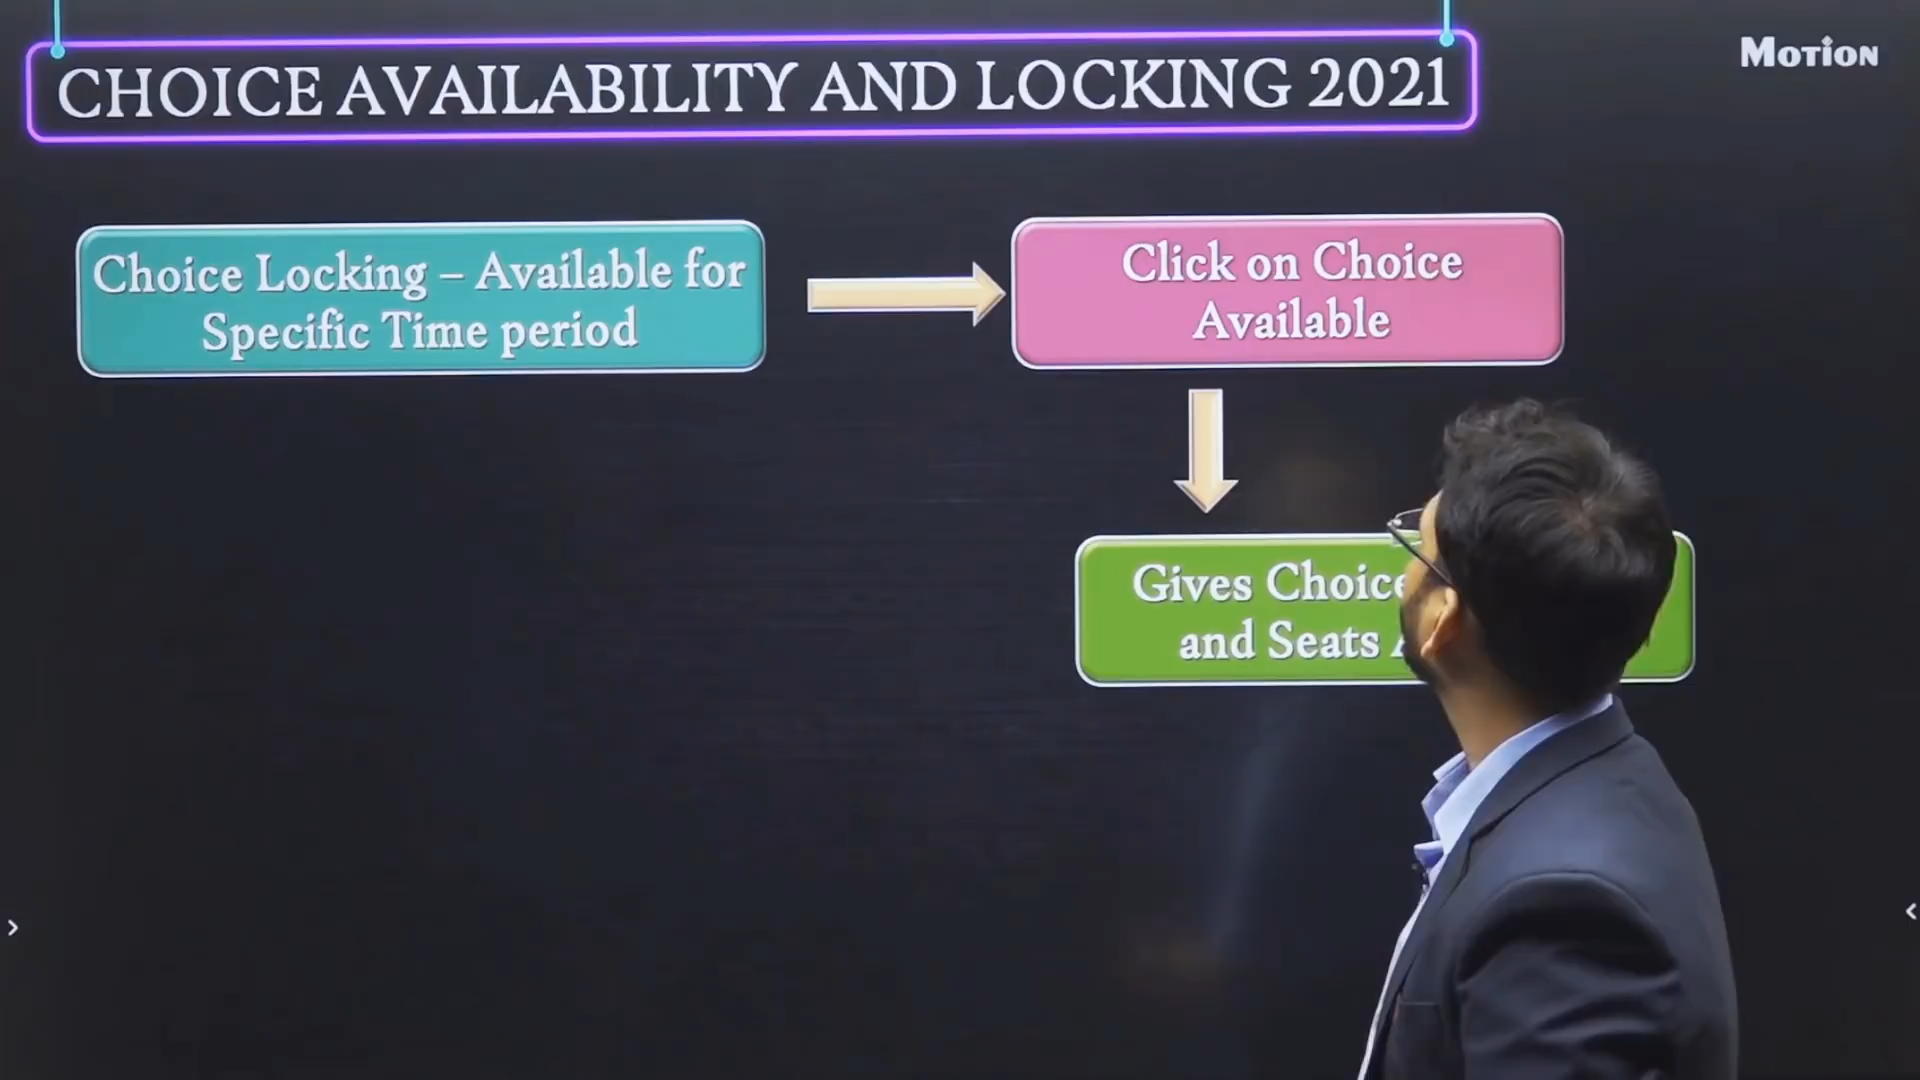 CHOICE AVAILABILITY AND LOCKING 2021
MOTION
Choice Locking – Available for
Specific Time period
Click on Choice
Available
Gives Choice
and Seats